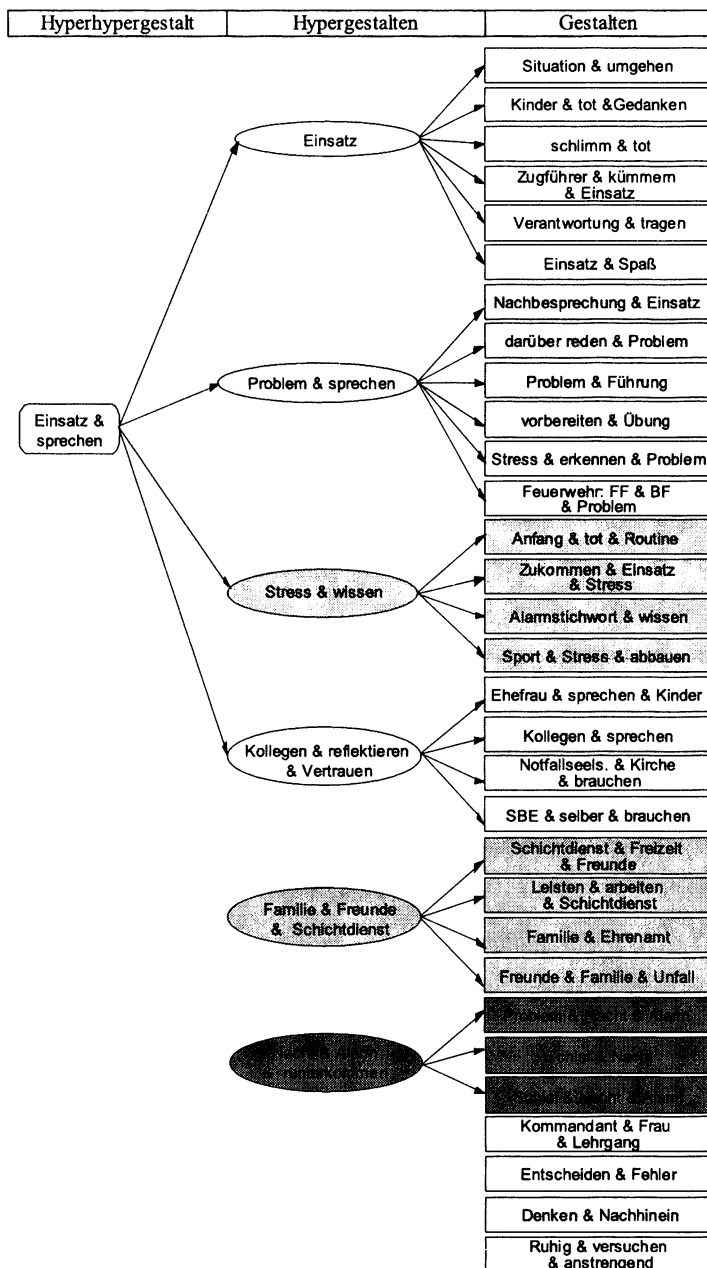 Hyperhypergestalt Hypergestalten Gestalten
Einsatz &
sprechen
Einsatz
Situation & umgehen
Kinder & tot &Gedanken
schlimm & tot
Zugführer & kümmern
& Einsatz
Verantwortung & tragen
Einsatz & Spaß
Problem & sprechen
Nachbesprechung & Einsatz
darüber reden & Problem
Problem & Führung
vorbereiten & Übung
Stress & erkennen & Problem
Feuerwehr: FF & BF
& Problem
Stress & wissen
Anfang & tot & Routine
Zukommen & Einsatz
& Stress
Alarmstichwort & wissen
Sport & Stress & abbauen
Kollegen & reflektieren
& Vertrauen
Ehefrau & sprechen & Kinder
Kollegen & sprechen
Notfallseels. & Kirche
& brauchen
SBE & selber & brauchen
Familie & Freunde
& Schichtdienst
Schichtdienst & Freizeit
& Freunde
Leisten & arbeiten
& Schichtdienst
Familie & Ehrenamt
Freunde & Familie & Unfall
& runterkommen
Problem & Nacht & Alarm
Kommandant & Frau
& Lehrgang
Entscheiden & Fehler
Denken & Nachhinein
Ruhig & versuchen
& anstrengend